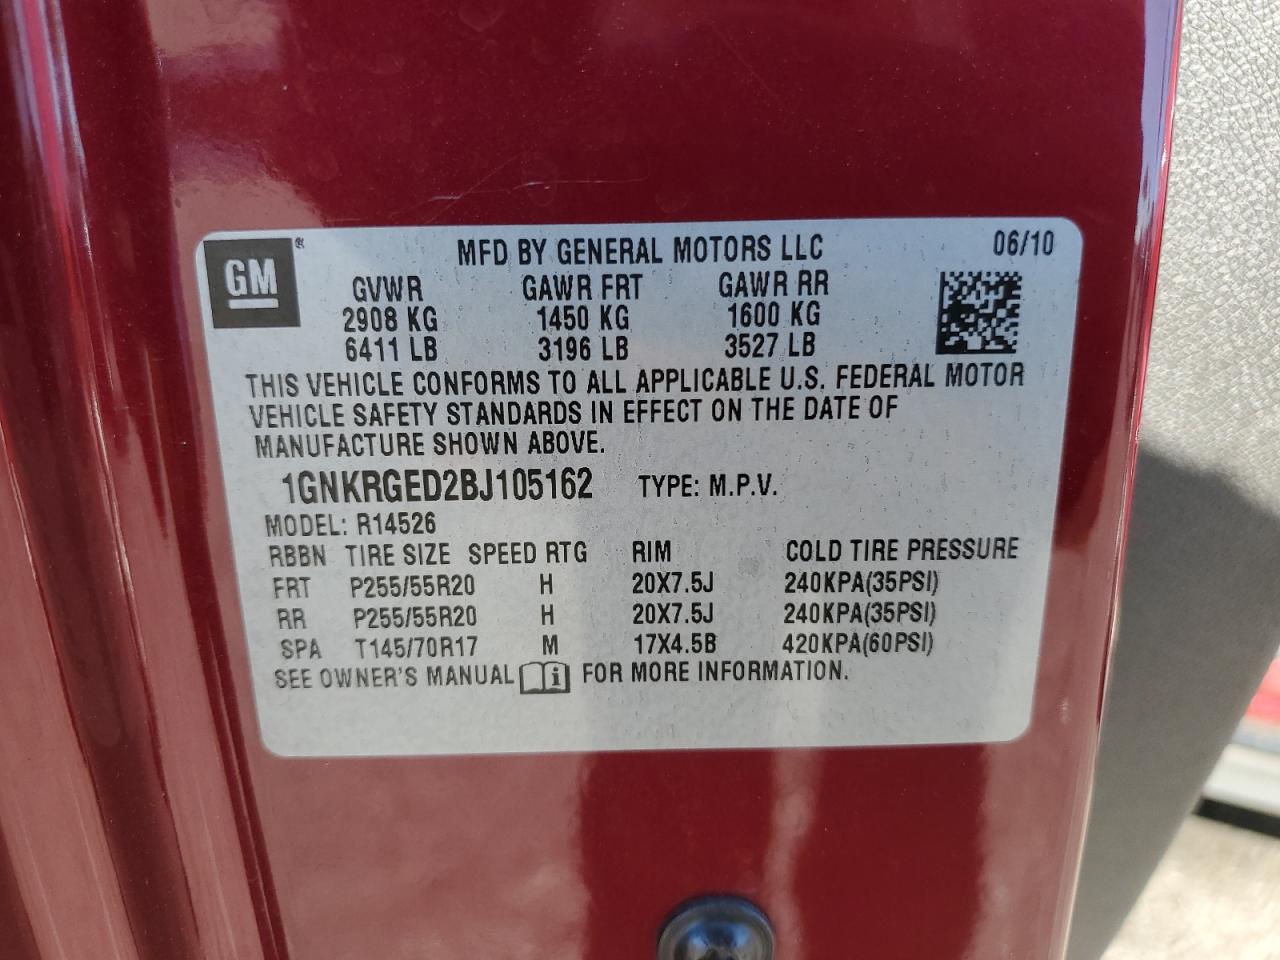 GM ®
MFD BY GENERAL MOTORS LLC 06/10
GVWR GAWR FRT GAWR RR
2908 KG 1450 KG 1600 KG
6411 LB 3196 LB 3527 LB
THIS VEHICLE CONFORMS TO ALL APPLICABLE U.S. FEDERAL MOTOR
VEHICLE SAFETY STANDARDS IN EFFECT ON THE DATE OF
MANUFACTURE SHOWN ABOVE.
1GNKRGED2BJ105162 TYPE: M.P.V.
MODEL: R14526
RBBN TIRE SIZE SPEED RTG RIM COLD TIRE PRESSURE
FRT P255/55R20 H 20X7.5J 240KPA(35PSI)
RR P255/55R20 H 20X7.5J 240KPA(35PSI)
SPA T145/70R17 M 17X4.5B 420KPA(60PSI)
SEE OWNER'S MANUAL i FOR MORE INFORMATION.